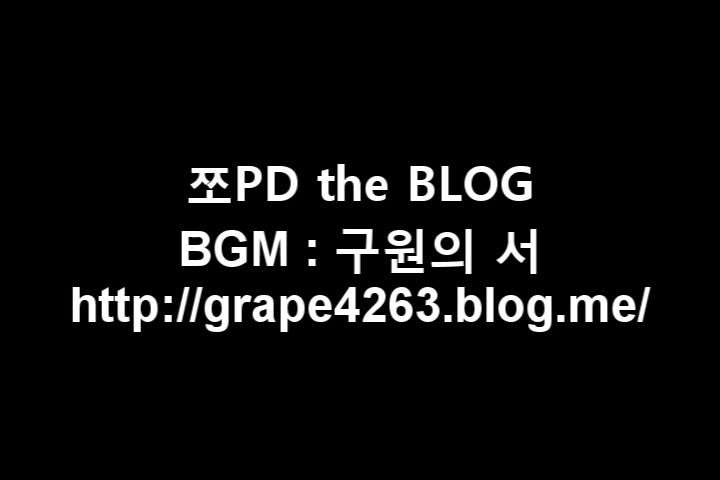 쪼PD the BLOG
BGM : 구원의 서
http://grape4263.blog.me/